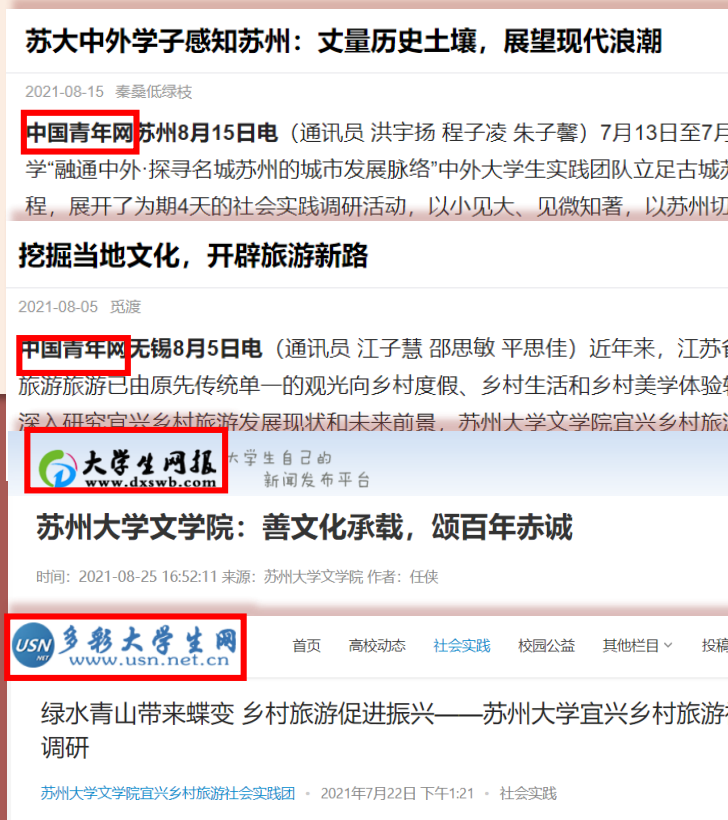 苏大中外学子感知苏州：丈量历史土壤，展望现代浪潮
2021-08-15 秦桑低绿枝
中国青年网苏州8月15日电（通讯员 洪宇扬 程子凌 朱子馨）7月13日至7月
学“融通中外·探寻名城苏州的城市发展脉络”中外大学生实践团队立足古城苏
程，展开了为期4天的社会实践调研活动，以小见大、见微知著，以苏州切
挖掘当地文化，开辟旅游新路
2021-08-05 觅渡
中国青年网无锡8月5日电（通讯员 江子慧 邵思敏 平思佳）近年来，江苏省
旅游旅游已由原先传统单一的观光向乡村度假、乡村生活和乡村美学体验转
深入研究宜兴乡村旅游发展现状和未来前景，苏州大学文学院宜兴乡村旅游
大学生网报 大学生自己的
www.dxswb.com 新闻发布平台
苏州大学文学院：善文化承载，颂百年赤诚
时间：2021-08-25 16:52:11 来源：苏州大学文学院 作者：任侠
USN NET 多彩大学生网 首页 高校动态 社会实践 校园公益 其他栏目 投稿
www.usn.net.cn
绿水青山带来蝶变 乡村旅游促进振兴——苏州大学宜兴乡村旅游
调研
苏州大学文学院宜兴乡村旅游社会实践团 • 2021年7月22日 下午1:21 • 社会实践